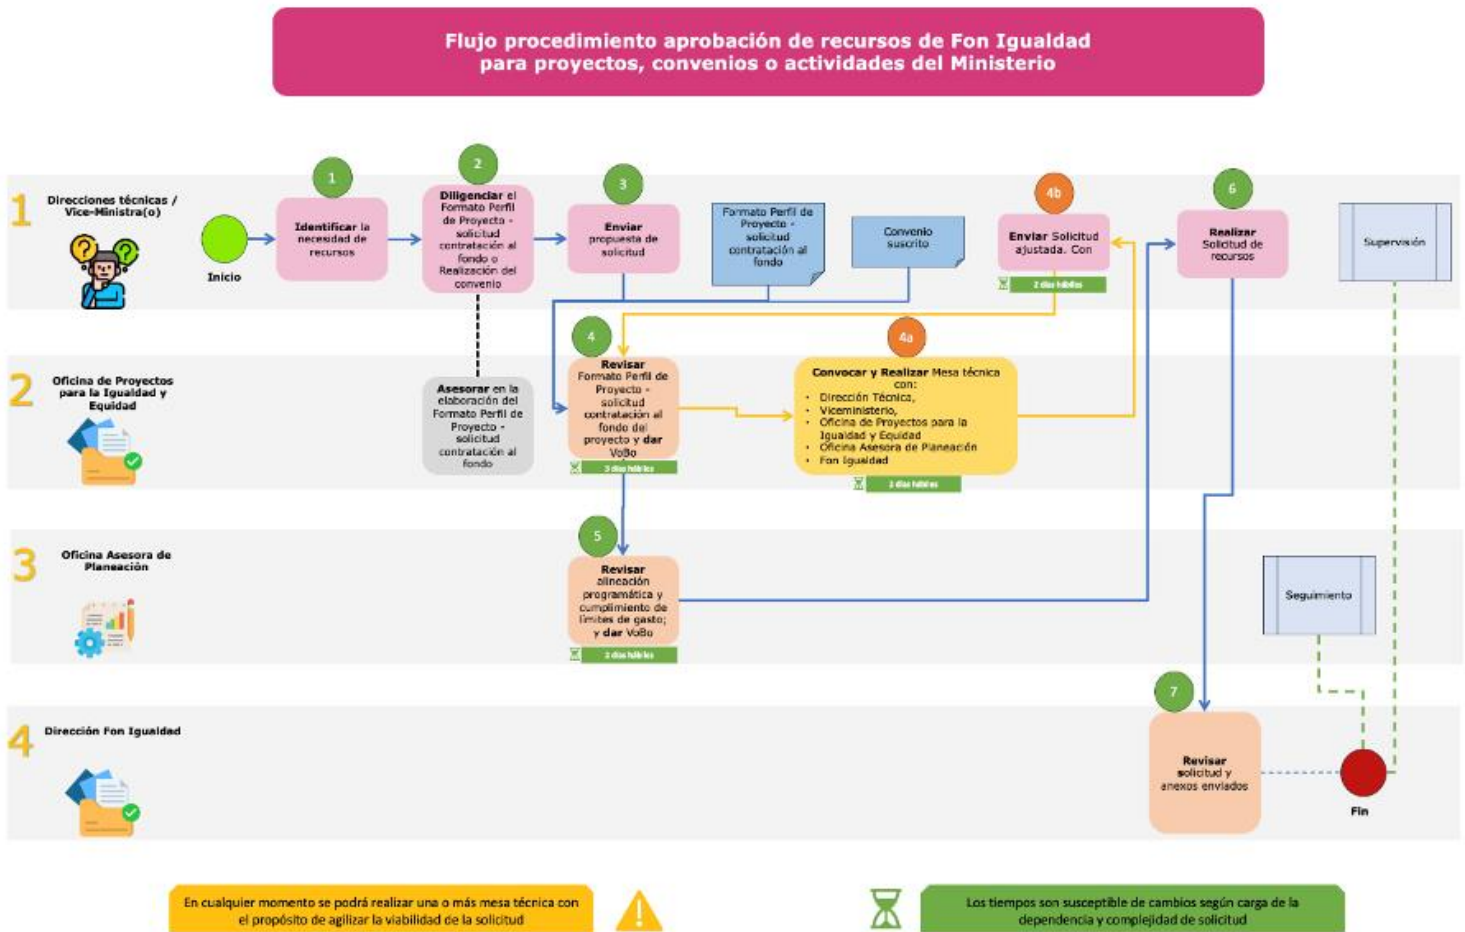 Flujo procedimiento aprobación de recursos de Fon Igualdad
para proyectos, convenios o actividades del Ministerio
1
Direcciones técnicas /
Vice-Ministra(o)
Inicio
1
Identificar la
necesidad de
recursos
2
Diligenciar el
Formato Perfil
de Proyecto -
solicitud
contratación al
fondo o
Realización del
convenio
3
Enviar
propuesta de
solicitud
Formato Perfil de
Proyecto -
solicitud
contratación al
fondo
Convenio
suscrito
4b
Enviar Solicitud
ajustada. Con
2 días hábiles
6
Realizar
Solicitud de
recursos
Supervisión
2
Oficina de Proyectos
para la Igualdad y
Equidad
Asesorar en la
elaboración del
Formato Perfil de
Proyecto -
solicitud
contratación al
fondo
4
Revisar
Formato Perfil de
Proyecto -
solicitud
contratación al
fondo del
proyecto y dar
VoBo
3 días hábiles
4a
Convocar y Realizar Mesa técnica
con:
• Dirección Técnica,
• Viceministerio,
• Oficina de Proyectos para la
Igualdad y Equidad
• Oficina Asesora de Planeación
• Fon Igualdad
días hábiles
3
Oficina Asesora de
Planeación
5
Revisar
alineación
programática y
cumplimiento de
límites de gasto;
y dar VoBo
días hábiles
Seguimiento
4
Dirección Fon Igualdad
7
Revisar
solicitud y
anexos enviados
Fin
En cualquier momento se podrá realizar una o más mesa técnica con
el propósito de agilizar la viabilidad de la solicitud
Los tiempos son susceptible de cambios según carga de la
dependencia y complejidad de solicitud